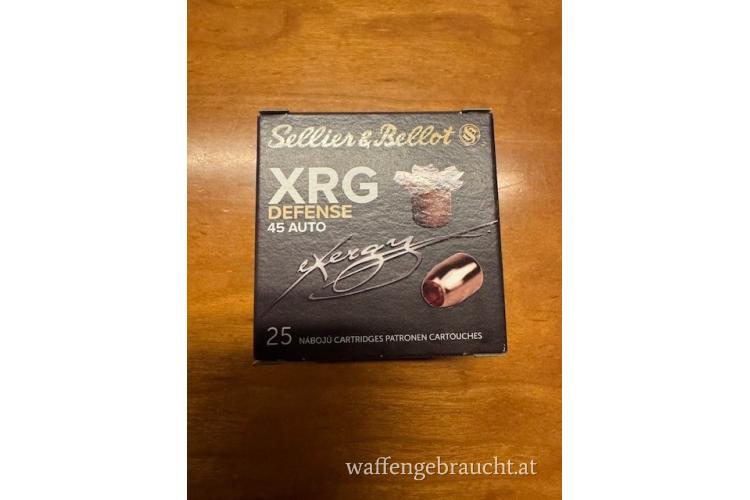 Sellier & Bellot
XRG
DEFENSE
45 AUTO
eXergy
25 NÁBOJŮ CARTRIDGES PATRONEN CARTOUCHES
waffengebraucht.at